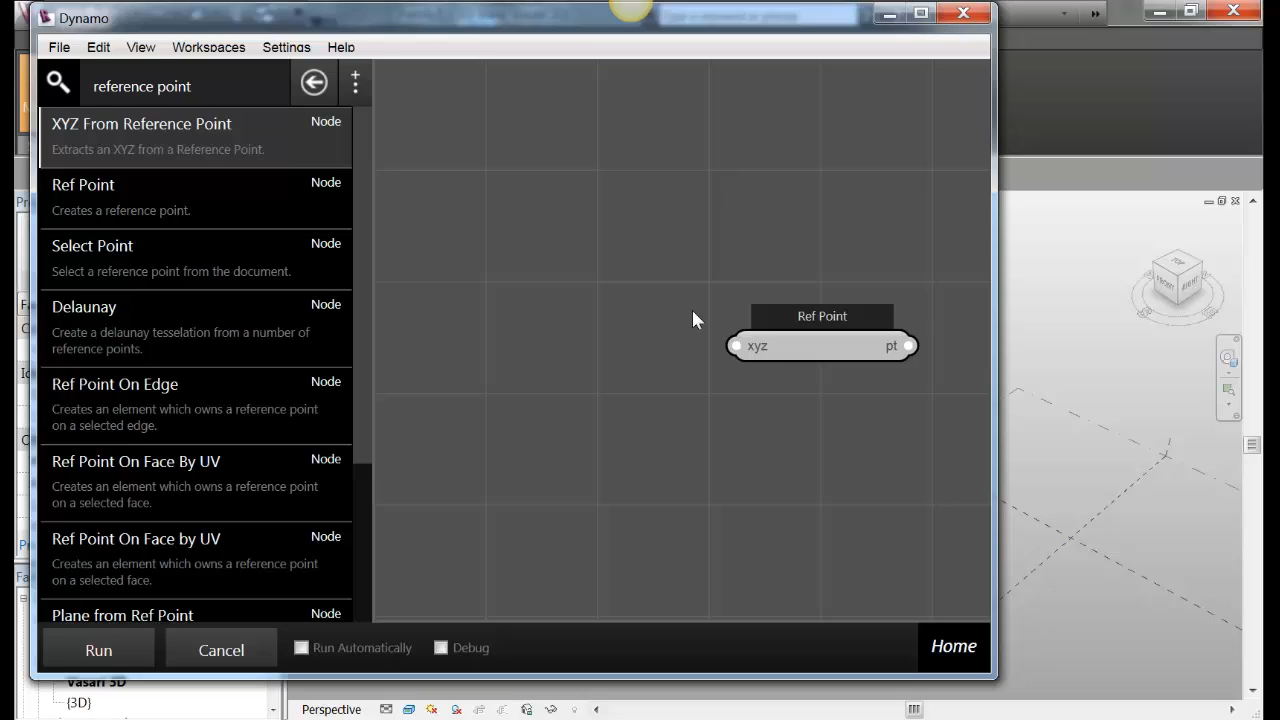 Dynamo
File Edit View Workspaces Settings Help
reference point
XYZ From Reference Point Node
Extracts an XYZ from a Reference Point.
Ref Point Node
Creates a reference point.
Select Point Node
Select a reference point from the document.
Delaunay Node
Create a delaunay tesselation from a number of
reference points.
Ref Point On Edge Node
Creates an element which owns a reference point
on a selected edge.
Ref Point On Face By UV Node
Creates an element which owns a reference point
on a selected face.
Ref Point On Face by UV Node
Creates an element which owns a reference point
on a selected face.
Plane from Ref Point Node
Ref Point
xyz pt
Run Cancel Run Automatically Debug Home
TOP
FRONT RIGHT
Vasari 3D
{3D}
Perspective